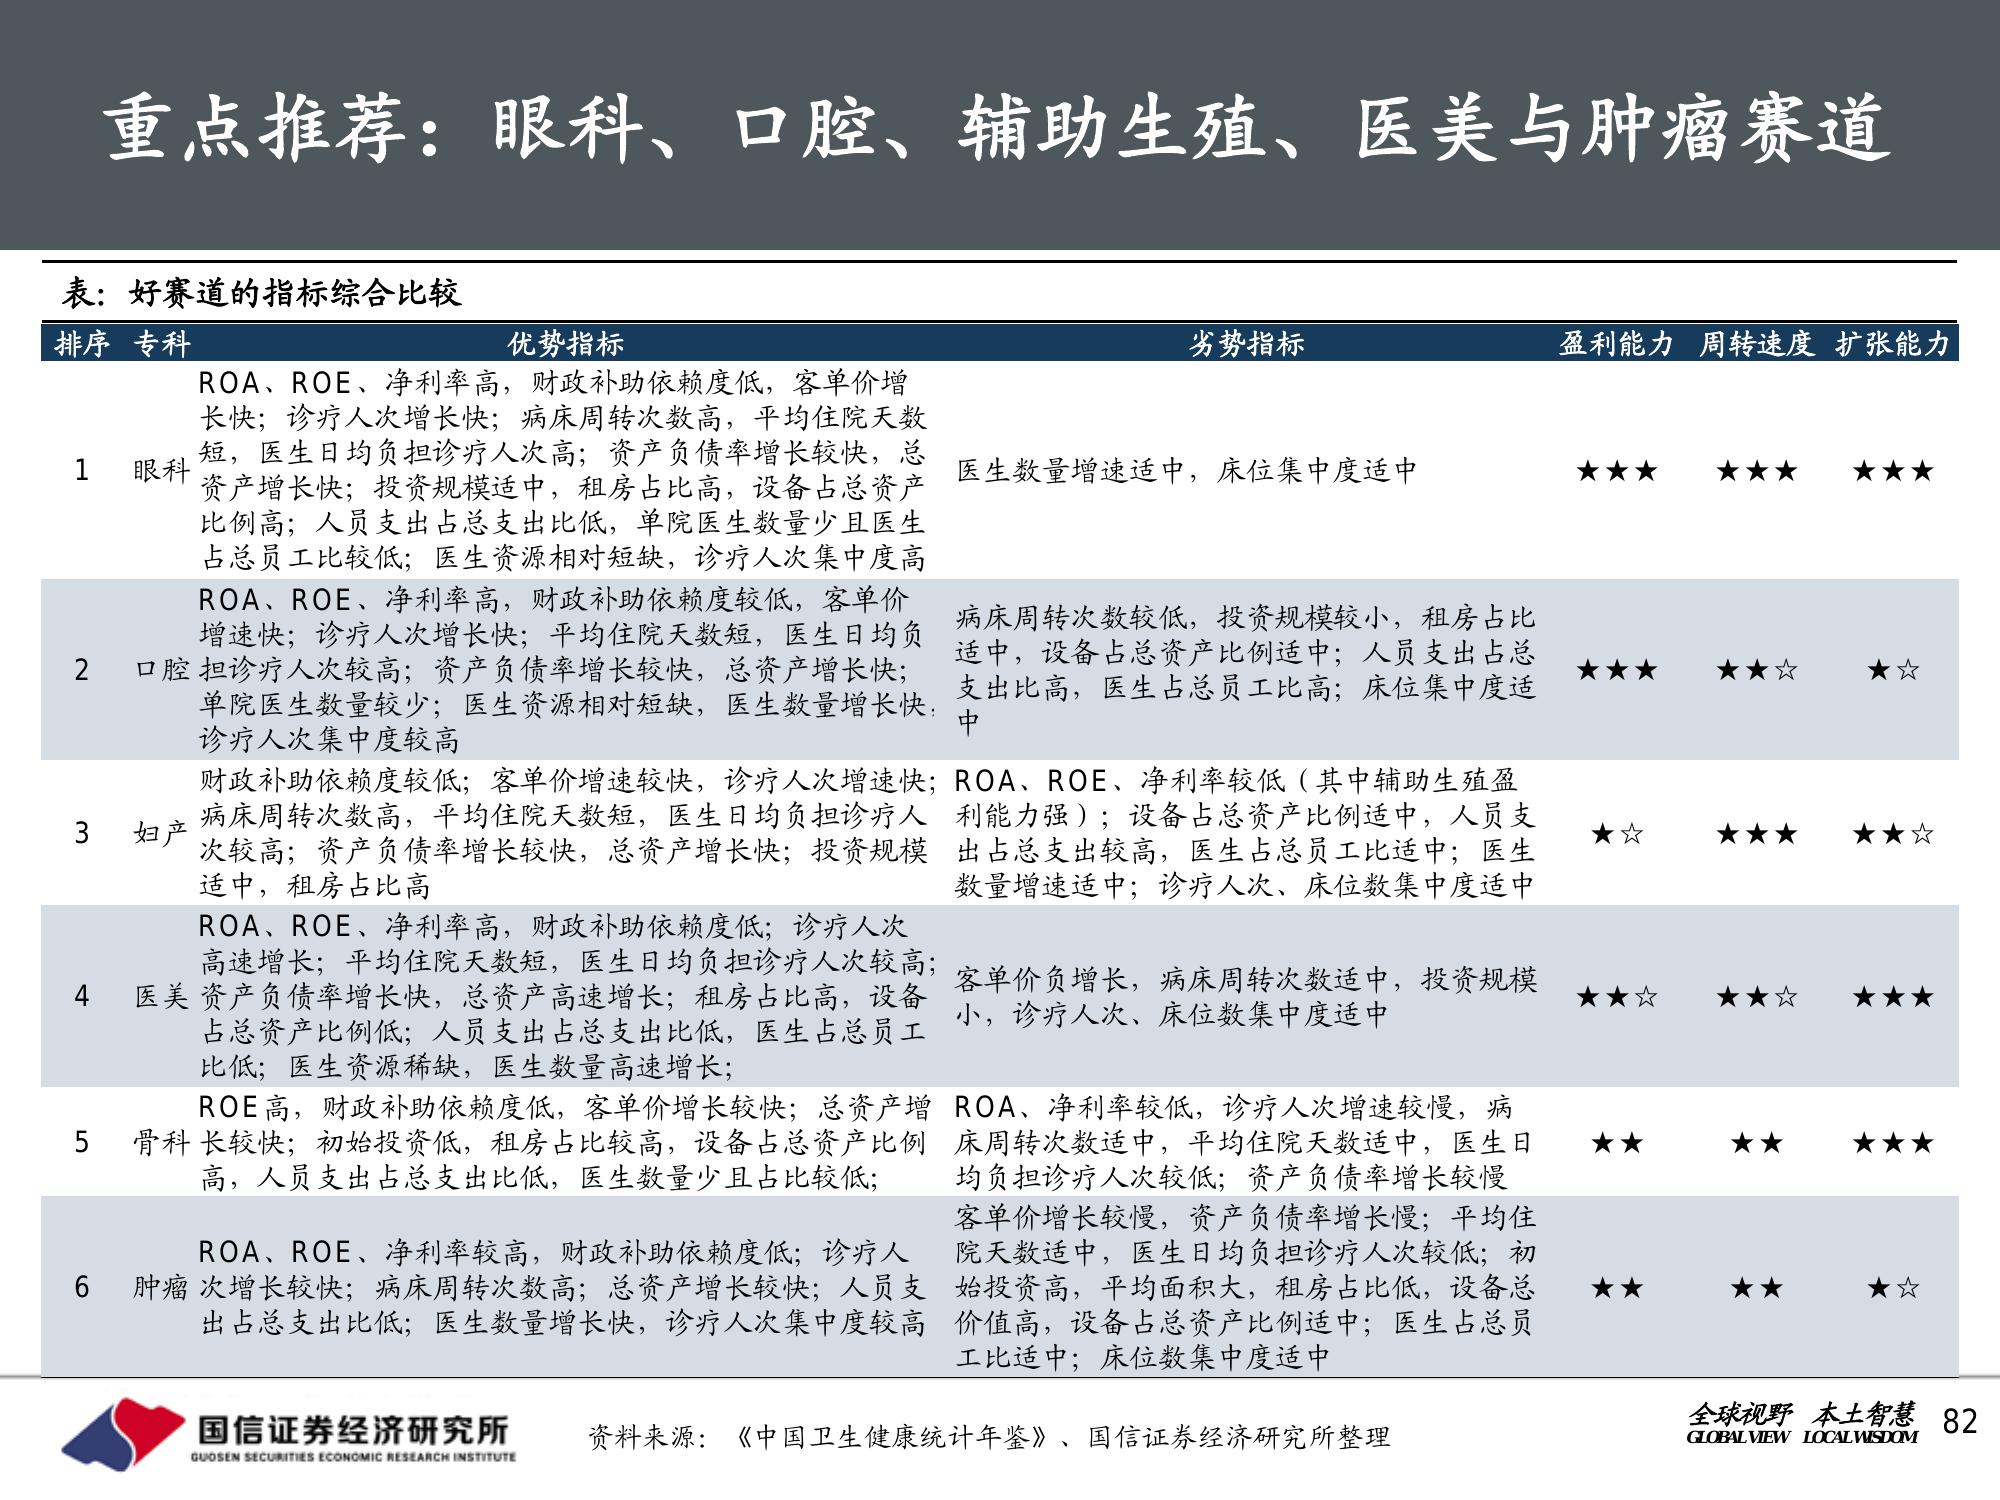 重点推荐：眼科、口腔、辅助生殖、医美与肿瘤赛道
表：好赛道的指标综合比较
排序 专科 优势指标 劣势指标 盈利能力 周转速度 扩张能力
1 眼科
ROA、ROE、净利率高，财政补助依赖度低，客单价增
长快；诊疗人次增长快；病床周转次数高，平均住院天数
短，医生日均负担诊疗人次高；资产负债率增长较快，总
资产增长快；投资规模适中，租房占比高，设备占总资产
比例高；人员支出占总支出比低，单院医生数量少且医生
占总员工比较低；医生资源相对短缺，诊疗人次集中度高
医生数量增速适中，床位集中度适中
★★★ ★★★ ★★★
2 口腔
ROA、ROE、净利率高，财政补助依赖度较低，客单价
增速快；诊疗人次增长快；平均住院天数短，医生日均负
担诊疗人次较高；资产负债率增长较快，总资产增长快；
单院医生数量较少；医生资源相对短缺，医生数量增长快，
诊疗人次集中度较高
病床周转次数较低，投资规模较小，租房占比
适中，设备占总资产比例适中；人员支出占总
支出比高，医生占总员工比高；床位集中度适
中
★★★ ★★☆ ★☆
3 妇产
财政补助依赖度较低；客单价增速较快，诊疗人次增速快；
病床周转次数高，平均住院天数短，医生日均负担诊疗人
次较高；资产负债率增长较快，总资产增长快；投资规模
适中，租房占比高
ROA、ROE、净利率较低（其中辅助生殖盈
利能力强）；设备占总资产比例适中，人员支
出占总支出较高，医生占总员工比适中；医生
数量增速适中；诊疗人次、床位数集中度适中
★☆ ★★★ ★★☆
4 医美
ROA、ROE、净利率高，财政补助依赖度低；诊疗人次
高速增长；平均住院天数短，医生日均负担诊疗人次较高；
资产负债率增长快，总资产高速增长；租房占比高，设备
占总资产比例低；人员支出占总支出比低，医生占总员工
比低；医生资源稀缺，医生数量高速增长；
客单价负增长，病床周转次数适中，投资规模
小，诊疗人次、床位数集中度适中
★★☆ ★★☆ ★★★
5 骨科
ROE高，财政补助依赖度低，客单价增长较快；总资产增
长较快；初始投资低，租房占比较高，设备占总资产比例
高，人员支出占总支出比低，医生数量少且占比较低；
ROA、净利率较低，诊疗人次增速较慢，病
床周转次数适中，平均住院天数适中，医生日
均负担诊疗人次较低；资产负债率增长较慢
★★ ★★ ★★★
6 肿瘤
ROA、ROE、净利率较高，财政补助依赖度低；诊疗人
次增长较快；病床周转次数高；总资产增长较快；人员支
出占总支出比低；医生数量增长快，诊疗人次集中度较高
客单价增长较慢，资产负债率增长慢；平均住
院天数适中，医生日均负担诊疗人次较低；初
始投资高，平均面积大，租房占比低，设备总
价值高，设备占总资产比例适中；医生占总员
工比适中；床位数集中度适中
★★ ★★ ★☆
国信证券经济研究所
GUOSEN SECURITIES ECONOMIC RESEARCH INSTITUTE
资料来源：《中国卫生健康统计年鉴》、国信证券经济研究所整理
全球视野 本土智慧
GLOBAL VIEW LOCAL WISDOM
82